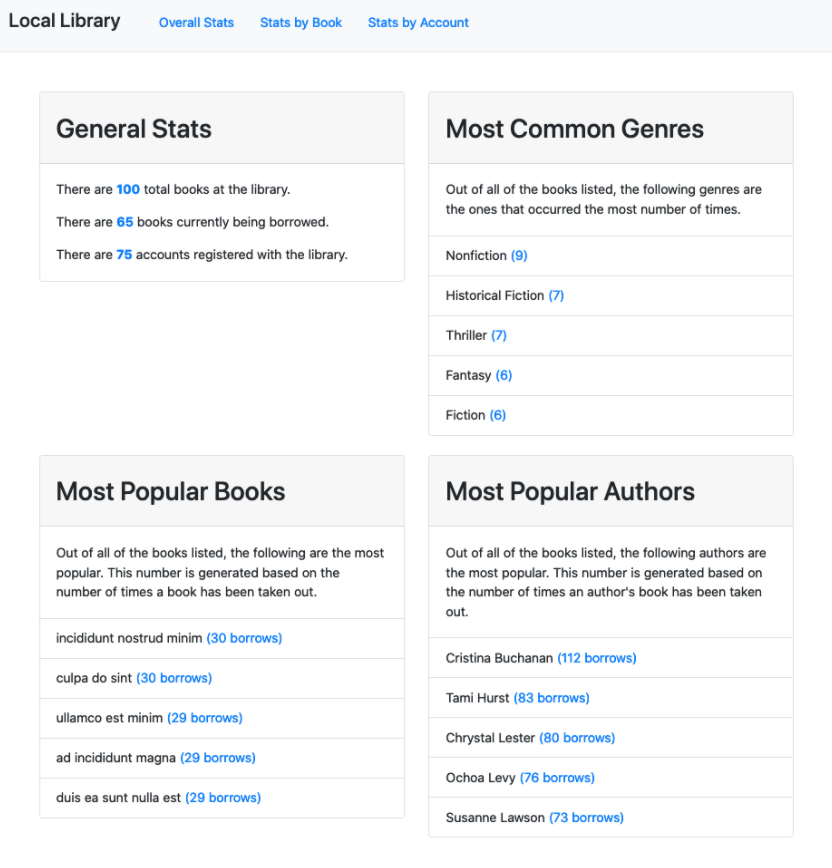 Local Library Overall Stats Stats by Book Stats by Account
General Stats
There are 100 total books at the library.
There are 65 books currently being borrowed.
There are 75 accounts registered with the library.
Most Common Genres
Out of all of the books listed, the following genres are
the ones that occurred the most number of times.
Nonfiction (9)
Historical Fiction (7)
Thriller (7)
Fantasy (6)
Fiction (6)
Most Popular Books
Out of all of the books listed, the following are the most
popular. This number is generated based on the
number of times a book has been taken out.
incididunt nostrud minim (30 borrows)
culpa do sint (30 borrows)
ullamco est minim (29 borrows)
ad incididunt magna (29 borrows)
duis ea sunt nulla est (29 borrows)
Most Popular Authors
Out of all of the books listed, the following authors are
the most popular. This number is generated based on
the number of times an author's book has been taken
out.
Cristina Buchanan (112 borrows)
Tami Hurst (83 borrows)
Chrystal Lester (80 borrows)
Ochoa Levy (76 borrows)
Susanne Lawson (73 borrows)